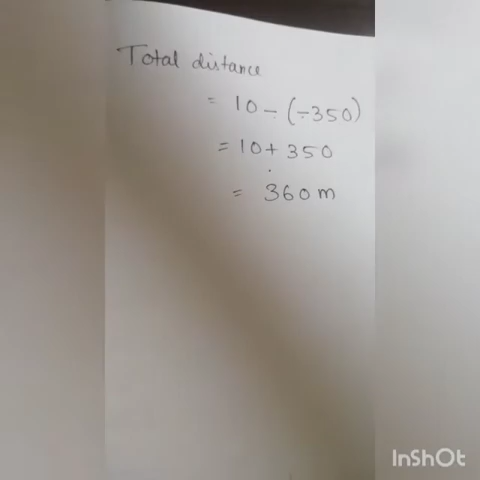 Total distance
= 10 - (-350)
= 10 + 350
= 360 m
InShOt